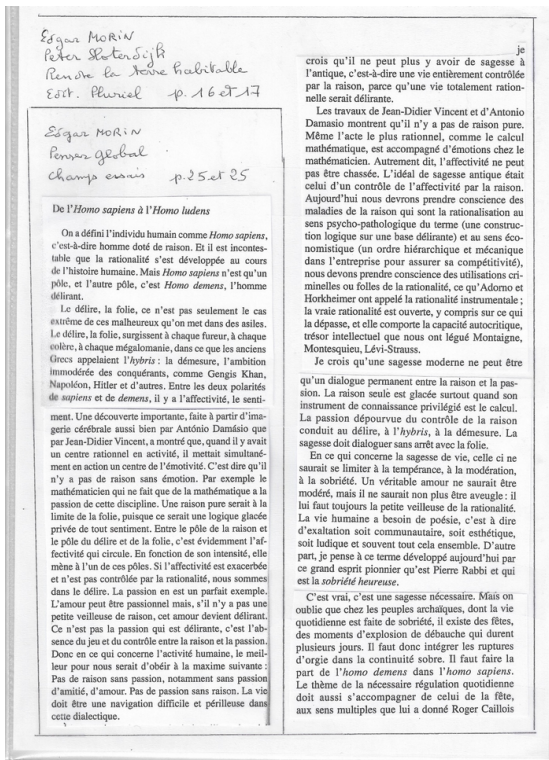 Edgar MORIN
Peter Sloterdijk
Rendre la terre habitable
Edit. Pluriel p.16 et 17
Edgar MORIN
Penser global
Champs essais p.25 et 25
De l'Homo sapiens à l'Homo ludens
On a défini l'individu humain comme Homo sapiens,
c'est-à-dire homme doté de raison. Et il est incontes-
table que la rationalité s'est développée au cours
de l'histoire humaine. Mais Homo sapiens n'est qu'un
pôle, et l'autre pôle, c'est Homo demens, l'homme
délirant.
Le délire, la folie, ce n'est pas seulement le cas
extrême de ces malheureux qu'on met dans des asiles.
Le délire, la folie, surgissent à chaque fureur, à chaque
colère, à chaque mégalomanie, dans ce que les anciens
Grecs appelaient l'hybris : la démesure, l'ambition
immodérée des conquérants, comme Gengis Khan,
Napoléon, Hitler et d'autres. Entre les deux polarités
de sapiens et de demens, il y a l'affectivité, le senti-
ment. Une découverte importante, faite à partir d'ima-
gerie cérébrale aussi bien par António Damásio que
par Jean-Didier Vincent, a montré que, quand il y avait
un centre rationnel en activité, il mettait simultané-
ment en action un centre de l'émotivité. C'est dire qu'il
n'y a pas de raison sans émotion. Par exemple le
mathématicien qui ne fait que de la mathématique a la
passion de cette discipline. Une raison pure serait à la
limite de la folie, puisque ce serait une logique glacée
privée de tout sentiment. Entre le pôle de la raison et
le pôle du délire et de la folie, c'est évidemment l'af-
fectivité qui circule. En fonction de son intensité, elle
mène à l'un de ces pôles. Si l'affectivité est exacerbée
et n'est pas contrôlée par la rationalité, nous sommes
dans le délire. La passion en est un parfait exemple.
L'amour peut être passionnel mais, s'il n'y a pas une
petite veilleuse de raison, cet amour devient délirant.
Ce n'est pas la passion qui est délirante, c'est l'ab-
sence du jeu et du contrôle entre la raison et la passion.
Donc en ce qui concerne l'activité humaine, le meil-
leur pour nous serait d'obéir à la maxime suivante :
Pas de raison sans passion, notamment sans passion
d'amitié, d'amour. Pas de passion sans raison. La vie
doit être une navigation difficile et périlleuse dans
cette dialectique.
je
crois qu'il ne peut plus y avoir de sagesse à
l'antique, c'est-à-dire une vie entièrement contrôlée
par la raison, parce qu'une vie totalement ration-
nelle serait délirante.
Les travaux de Jean-Didier Vincent et d'Antonio
Damasio montrent qu'il n'y a pas de raison pure.
Même l'acte le plus rationnel, comme le calcul
mathématique, est accompagné d'émotions chez le
mathématicien. Autrement dit, l'affectivité ne peut
pas être chassée. L'idéal de sagesse antique était
celui d'un contrôle de l'affectivité par la raison.
Aujourd'hui nous devrons prendre conscience des
maladies de la raison qui sont la rationalisation au
sens psycho-pathologique du terme (une construc-
tion logique sur une base délirante) et au sens éco-
nomistique (un ordre hiérarchique et mécanique
dans l'entreprise pour assurer sa compétitivité),
nous devons prendre conscience des utilisations cri-
minelles ou folles de la rationalité, ce qu'Adorno et
Horkheimer ont appelé la rationalité instrumentale ;
la vraie rationalité est ouverte, y compris sur ce qui
la dépasse, et elle comporte la capacité autocritique,
trésor intellectuel que nous ont légué Montaigne,
Montesquieu, Lévi-Strauss.
Je crois qu'une sagesse moderne ne peut être
qu'un dialogue permanent entre la raison et la pas-
sion. La raison seule est glacée surtout quand son
instrument de connaissance privilégié est le calcul.
La passion dépourvue du contrôle de la raison
conduit au délire, à l'hybris, à la démesure. La
sagesse doit dialoguer sans arrêt avec la folie.
En ce qui concerne la sagesse de vie, celle ci ne
saurait se limiter à la tempérance, à la modération,
à la sobriété. Un véritable amour ne saurait être
modéré, mais il ne saurait non plus être aveugle : il
lui faut toujours la petite veilleuse de la rationalité.
La vie humaine a besoin de poésie, c'est à dire
d'exaltation soit communautaire, soit esthétique,
soit ludique et souvent tout cela ensemble. D'autre
part, je pense à ce terme développé aujourd'hui par
ce grand esprit pionnier qu'est Pierre Rabbi et qui
est la sobriété heureuse.
C'est vrai, c'est une sagesse nécessaire. Mais on
oublie que chez les peuples archaïques, dont la vie
quotidienne est faite de sobriété, il existe des fêtes,
des moments d'explosion de débauche qui durent
plusieurs jours. Il faut donc intégrer les ruptures
d'orgie dans la continuité sobre. Il faut faire la
part de l'homo demens dans l'homo sapiens.
Le thème de la nécessaire régulation quotidienne
doit aussi s'accompagner de celui de la fête,
aux sens multiples que lui a donné Roger Caillois